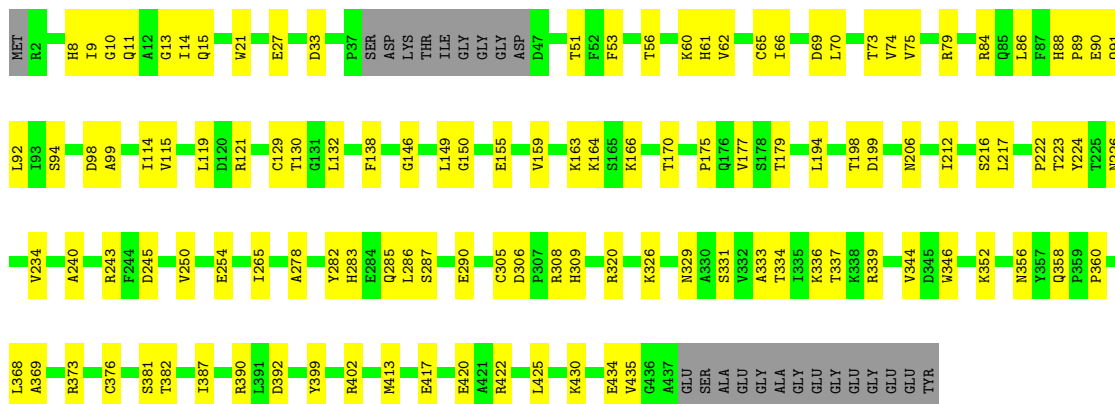 MET R2 H8 I9 G10 Q11 A12 G13 I14 Q15 W21 E27 D33 P37 SER ASP LYS THR ILE GLY GLY GLY ASP D47 T51 F52 F53 T56 K60 H61 V62 C65 I66 D69 L70 T73 V74 V75 R79 R84 Q85 L86 F87 H88 P89 E90
L92 I93 S94 D98 A99 I114 V115 L119 D120 R121 C129 T130 G131 L132 F138 G146 L149 G150 E155 V159 K163 K164 S165 K166 T170 P175 Q176 V177 S178 T179 L194 T198 D199 N206 I212 S216 L217 P222 T223 Y224 T225 N226
V234 A240 R243 F244 D245 V250 E254 I265 A278 Y282 H283 E284 Q285 L286 S287 E290 C305 D306 P307 R308 H309 R320 K326 N329 A330 S331 V332 A333 T334 I335 K336 T337 K338 R339 V344 D345 W346 K352 N356 Y357 Q358 P359 P360
L368 A369 R373 C376 S381 T382 I387 R390 L391 D392 Y399 R402 M413 E417 E420 A421 R422 L425 K430 E434 V435 G436 A437 GLU SER ALA GLU GLY ALA GLY GLU GLY GLU GLY GLU GLU TYR